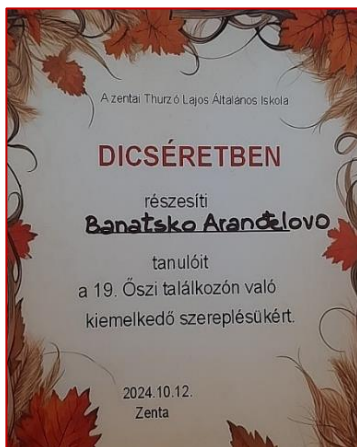 A zentai Thurzó Lajos Általános Iskola
DICSÉRETBEN
részesíti
Banatsko Aranđelovo
tanulóit
a 19. Őszi találkozón való
kiemelkedő szereplésükért.
2024.10.12.
Zenta